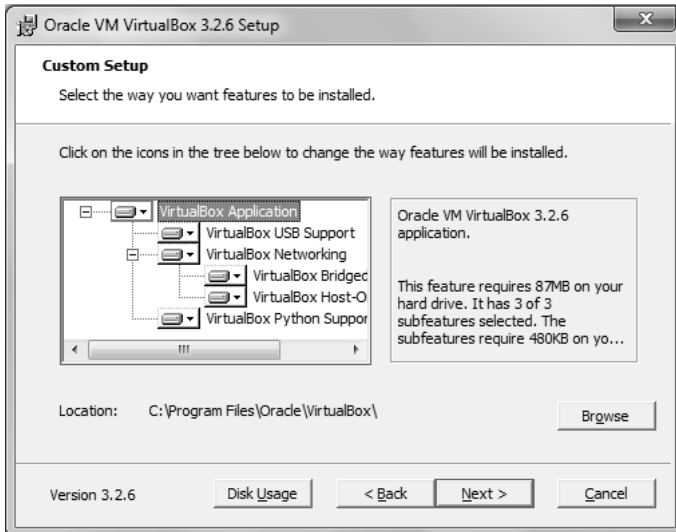 Oracle VM VirtualBox 3.2.6 Setup
Custom Setup
Select the way you want features to be installed.
Click on the icons in the tree below to change the way features will be installed.
VirtualBox Application
VirtualBox USB Support
VirtualBox Networking
VirtualBox Bridged
VirtualBox Host-O
VirtualBox Python Suppor
Oracle VM VirtualBox 3.2.6
application.
This feature requires 87MB on your
hard drive. It has 3 of 3
subfeatures selected. The
subfeatures require 480KB on yo...
Location: C:\Program Files\Oracle\VirtualBox\
Browse
Version 3.2.6
Disk Usage
< Back
Next >
Cancel